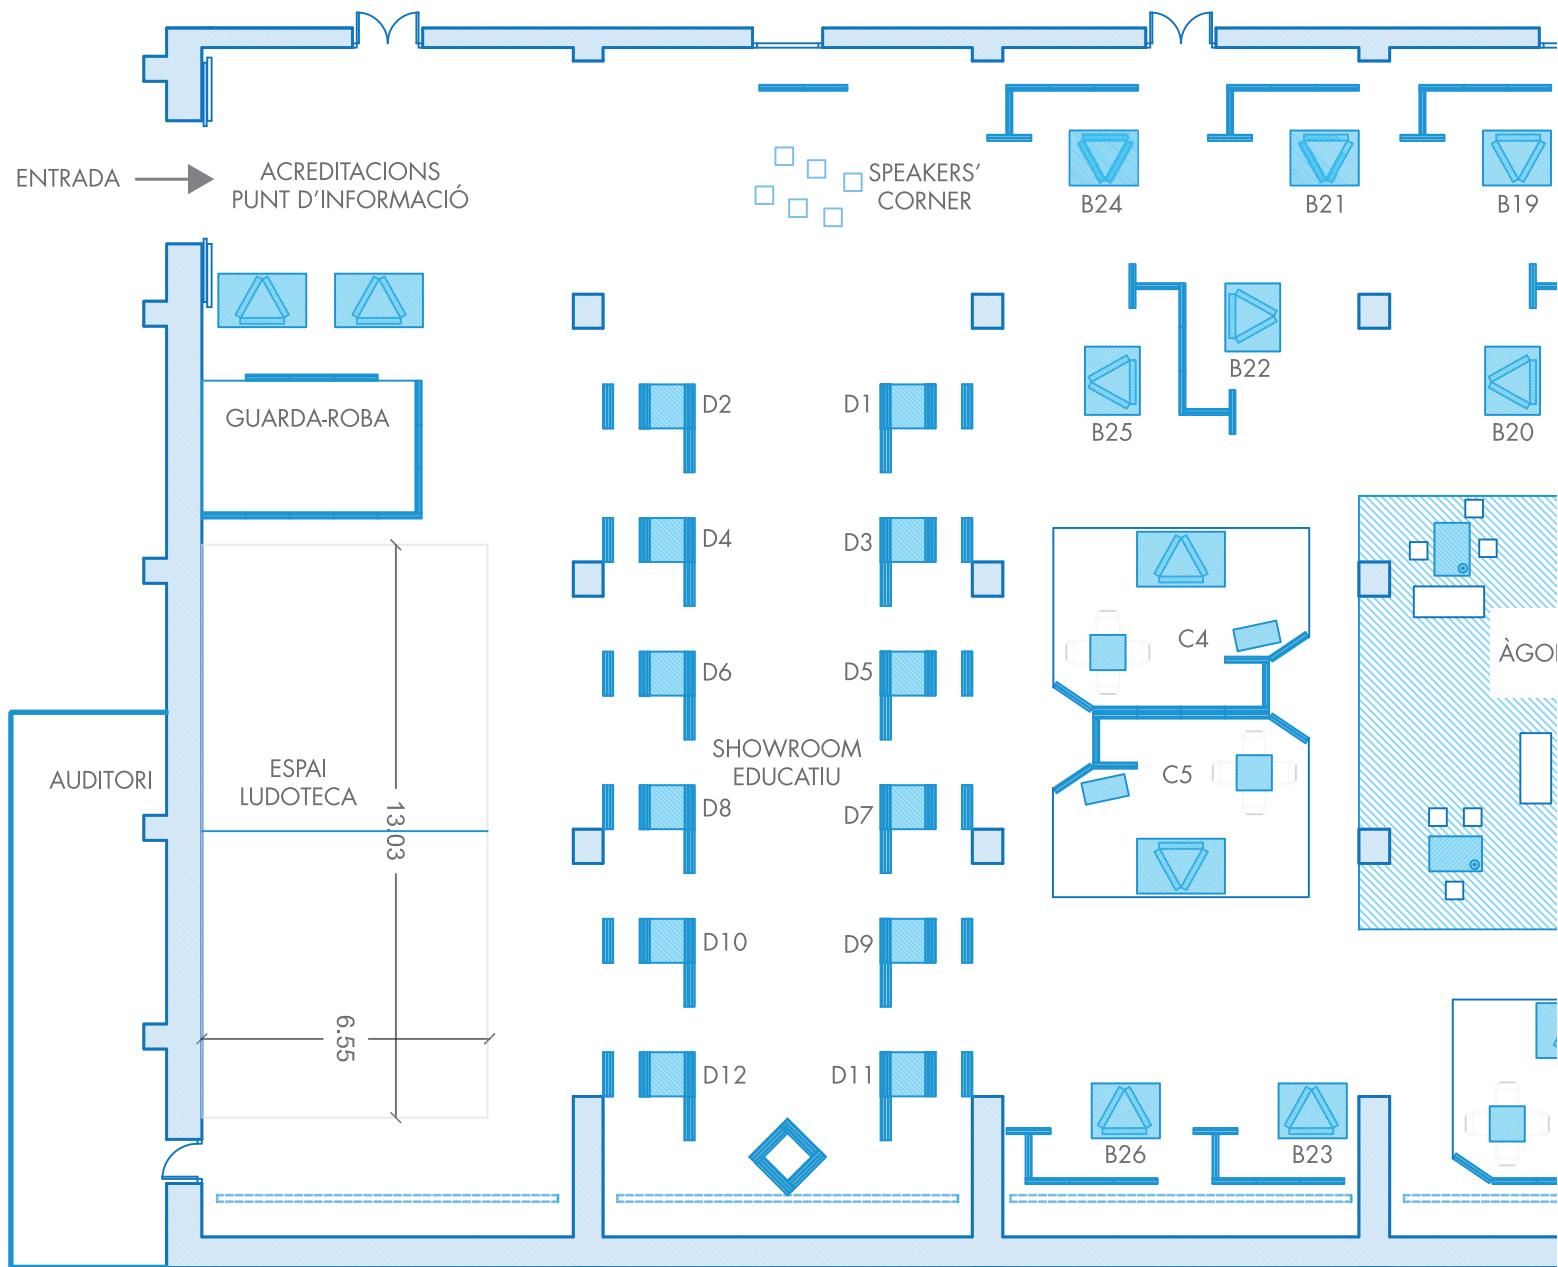 ENTRADA
ACREDITACIONS
PUNT D'INFORMACIÓ
SPEAKERS'
CORNER
B24
B21
B19
B22
B25
B20
GUARDA-ROBA
D2
D1
D4
D3
D6
D5
C4
SHOWROOM
EDUCATIU
AUDITORI
ESPAI
LUDOTECA
13.03
C5
D8
D7
D10
D9
6.55
D12
D11
B26
B23